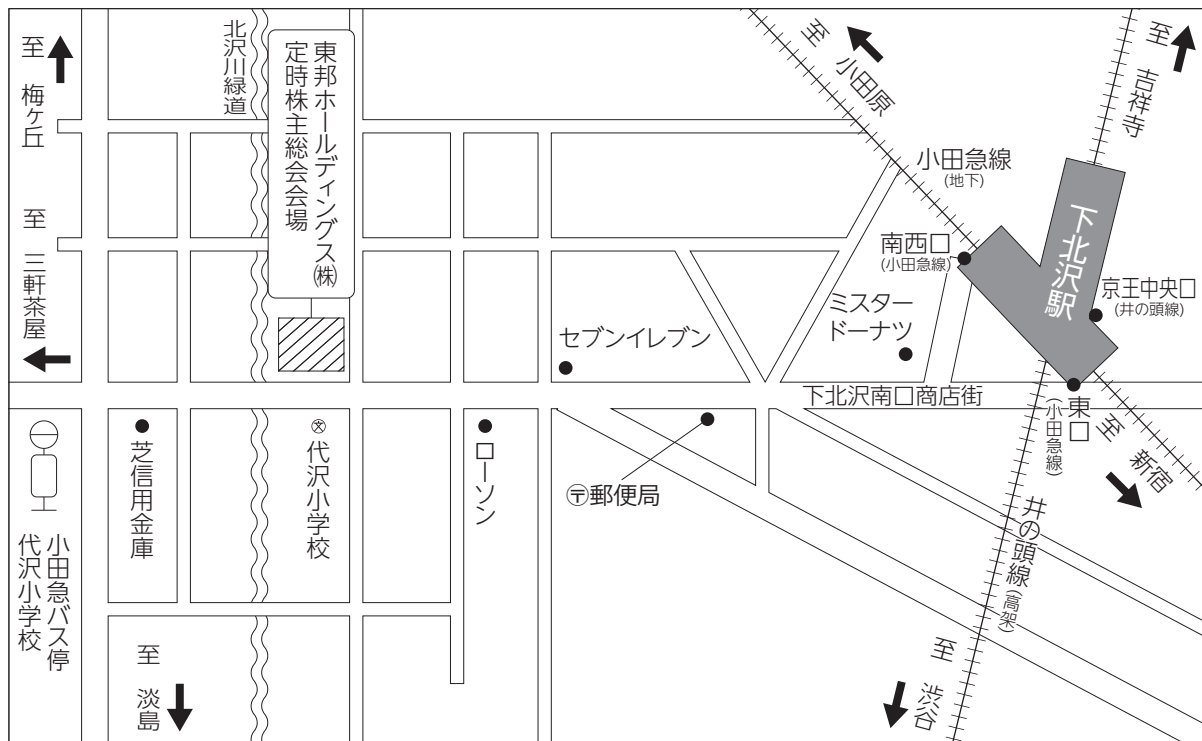 至 梅ヶ丘
至 三軒茶屋
北沢川緑道
東邦ホールディングス㈱
定時株主総会会場
至 小田原
小田急線
(地下)
至 吉祥寺
下北沢駅
南西口
(小田急線)
京王中央口
(井の頭線)
ミスター
ドーナツ
セブンイレブン
下北沢南口商店街
東口
(小田急線)
至 新宿
〒郵便局
ローソン
文
代沢小学校
芝信用金庫
小田急バス停
代沢小学校
井の頭線(高架)
至 淡島
至 渋谷